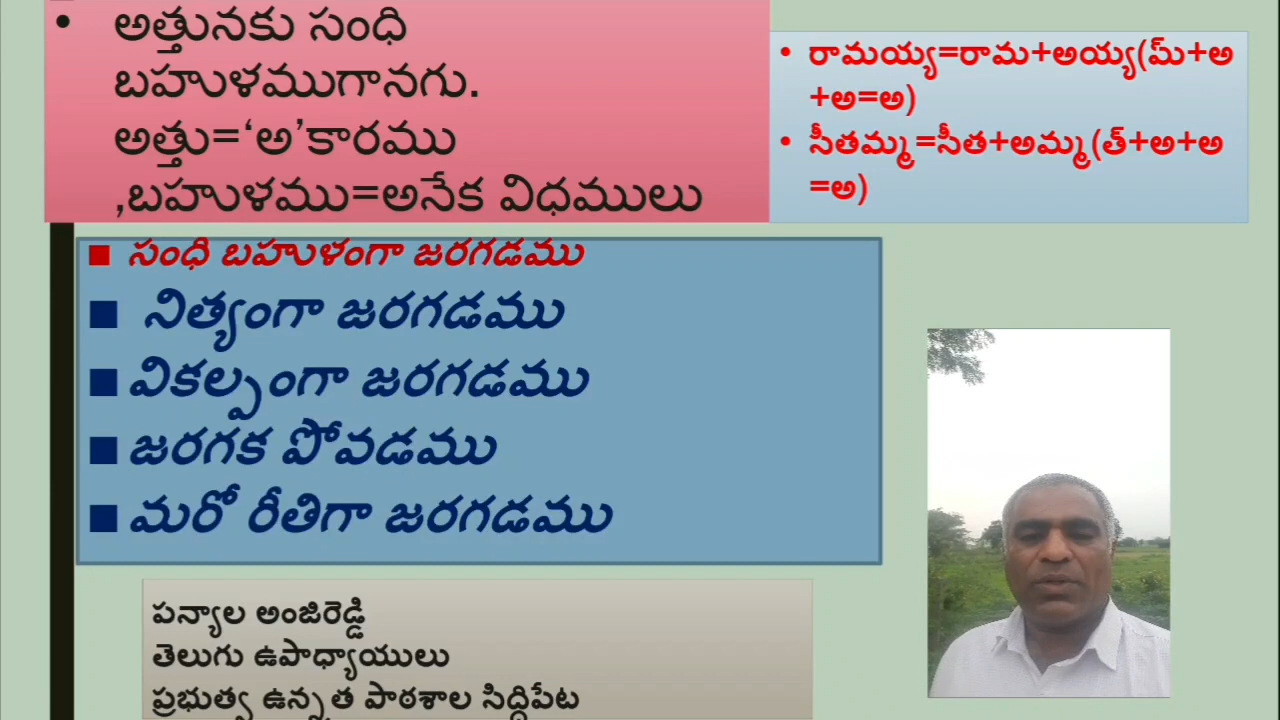 అత్తునకు సంధి
బహుళముగానగు.
అత్తు=‘అ’కారము
,బహుళము=అనేక విధములు
రామయ్య=రామ+అయ్య(మ్+అ
+అ=అ)
సీతమ్మ=సీత+అమ్మ(త్+అ+అ
=అ)
సంధి బహుళంగా జరగడము
నిత్యంగా జరగడము
వికల్పంగా జరగడము
జరగక పోవడము
మరో రీతిగా జరగడము
పన్యాల అంజిరెడ్డి
తెలుగు ఉపాధ్యాయులు
ప్రభుత్వ ఉన్నత పాఠశాల సిద్దిపేట